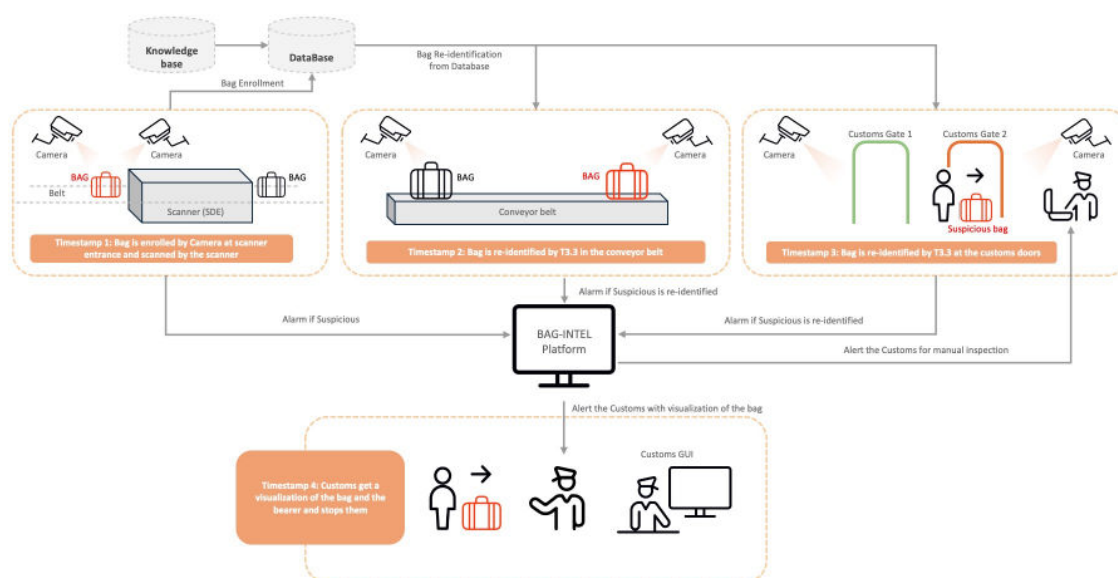 Knowledge
base
DataBase
Bag Re-identification
from Database
Bag Enrollment
Camera
Camera
BAG
BAG
Belt
Scanner (SDE)
Timestamp 1: Bag is enrolled by Camera at scanner
entrance and scanned by the scanner
Camera
Camera
BAG
BAG
Conveyor belt
Timestamp 2: Bag is re-identified by T3.3 in the conveyor belt
Customs Gate 1
Customs Gate 2
Camera
Camera
Suspicious bag
Timestamp 3: Bag is re-identified by T3.3 at the customs doors
Alarm if Suspicious is re-identified
Alarm if Suspicious
Alarm if Suspicious is re-identified
BAG-INTEL
Platform
Alert the Customs for manual inspection
Alert the Customs with visualization of the bag
Customs GUI
Timestamp 4: Customs get a
visualization of the bag and the
bearer and stops them